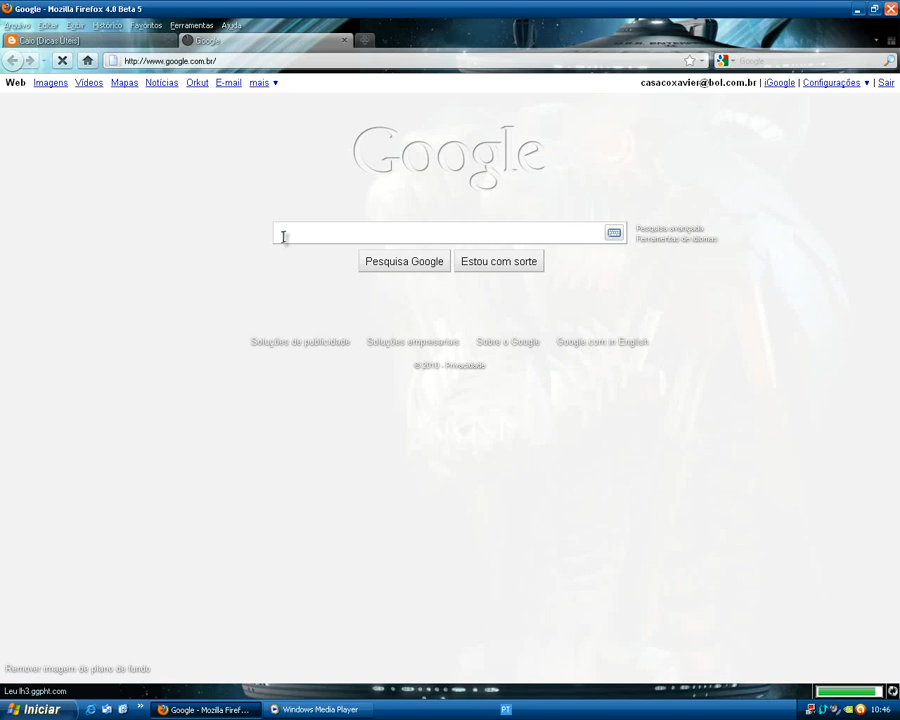 Google - Mozilla Firefox 4.0 Beta 5
Arquivo Editar Exibir Histórico Favoritos Ferramentas Ajuda
Caio [Dicas Úteis] Google
http://www.google.com.br/ Google
Web Imagens Vídeos Mapas Notícias Orkut E-mail mais ▼ casacoxavier@bol.com.br | iGoogle | Configurações ▼ | Sair
Google
Pesquisa avançada
Ferramentas de idiomas
Pesquisa Google Estou com sorte
Soluções de publicidade Soluções empresariais Sobre o Google Google.com in English
© 2010 - Privacidade
Remover imagem de plano de fundo
Leu lh3.ggpht.com
Iniciar » Google - Mozilla Firef... Windows Media Player PT 10:46